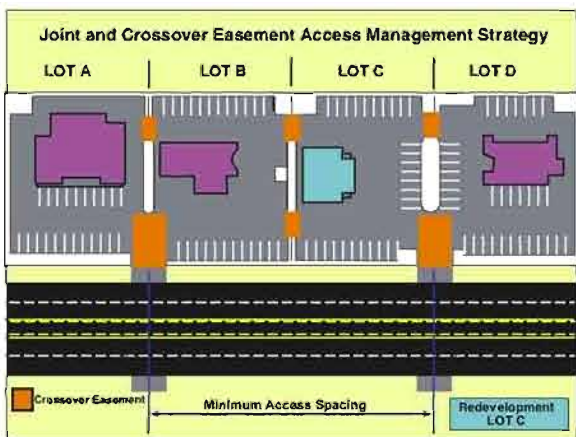 Joint and Crossover Easement Access Management Strategy
LOT A LOT B LOT C LOT D
Crossover Easement
Minimum Access Spacing
Redevelopment
LOT C